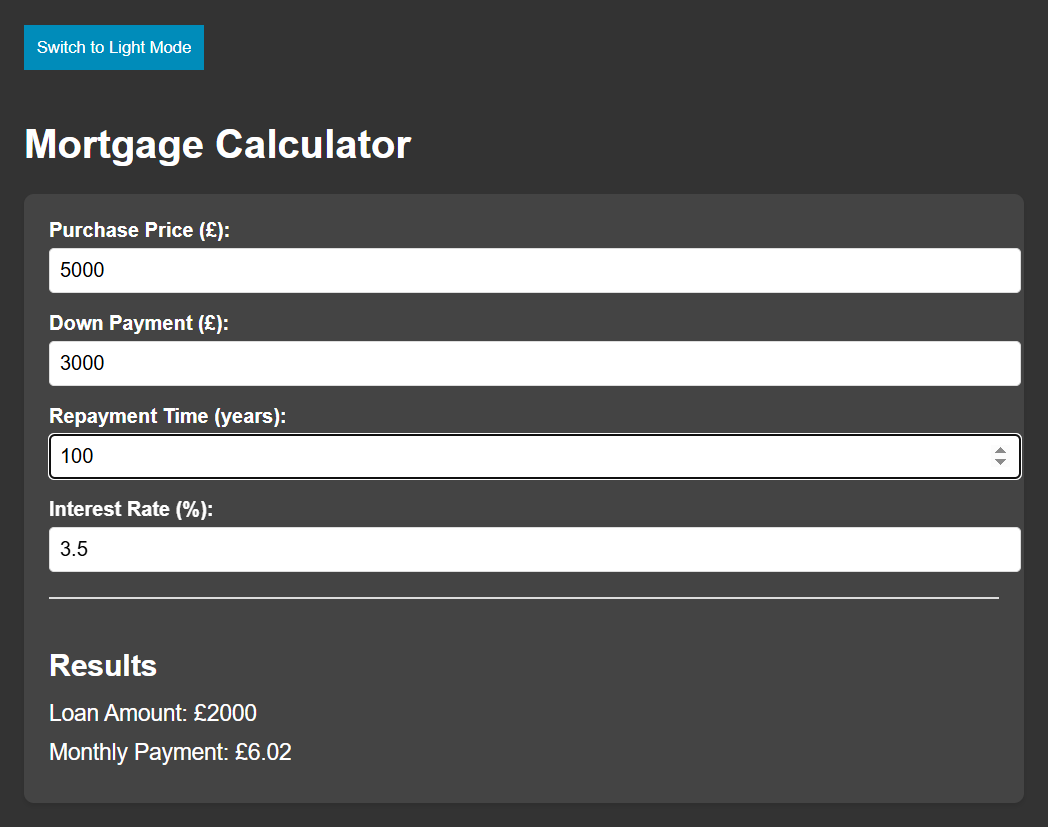 Switch to Light Mode
Mortgage Calculator
Purchase Price (£):
5000
Down Payment (£):
3000
Repayment Time (years):
100
Interest Rate (%):
3.5
Results
Loan Amount: £2000
Monthly Payment: £6.02